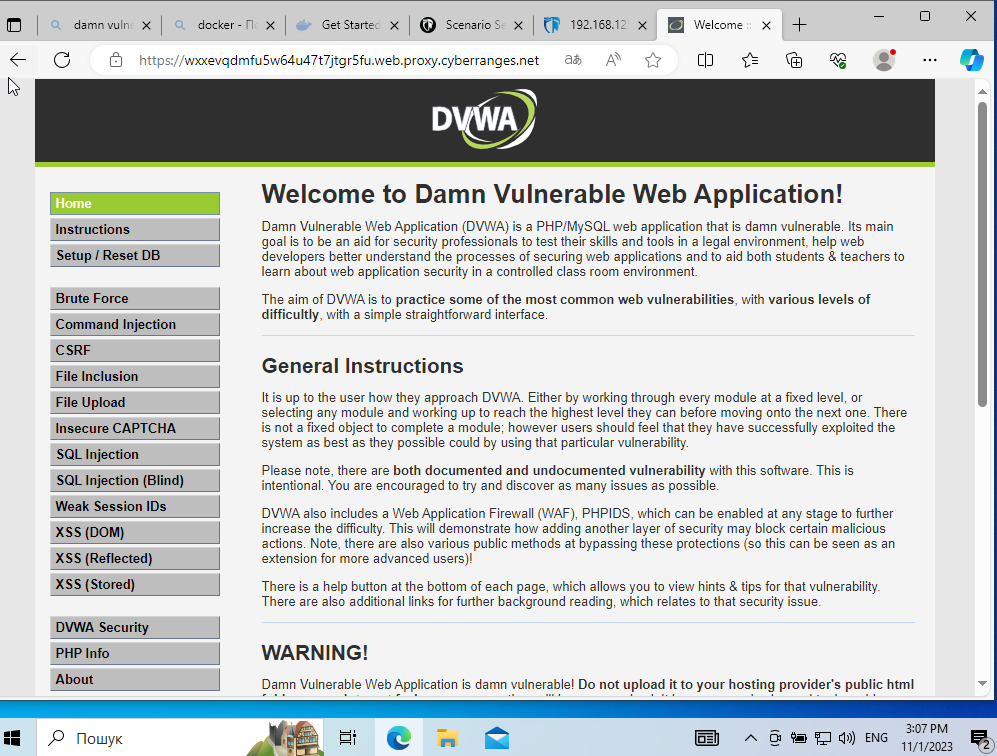 damn vulne
docker - По
Get Started
Scenario Se
192.168.12
Welcome ::
https://wxxevqdmfu5w64u47t7jtgr5fu.web.proxy.cyberranges.net
DVWA
Home
Instructions
Setup / Reset DB
Brute Force
Command Injection
CSRF
File Inclusion
File Upload
Insecure CAPTCHA
SQL Injection
SQL Injection (Blind)
Weak Session IDs
XSS (DOM)
XSS (Reflected)
XSS (Stored)
DVWA Security
PHP Info
About
Welcome to Damn Vulnerable Web Application!
Damn Vulnerable Web Application (DVWA) is a PHP/MySQL web application that is damn vulnerable. Its main
goal is to be an aid for security professionals to test their skills and tools in a legal environment, help web
developers better understand the processes of securing web applications and to aid both students & teachers to
learn about web application security in a controlled class room environment.
The aim of DVWA is to practice some of the most common web vulnerabilities, with various levels of
difficultly, with a simple straightforward interface.
General Instructions
It is up to the user how they approach DVWA. Either by working through every module at a fixed level, or
selecting any module and working up to reach the highest level they can before moving onto the next one. There
is not a fixed object to complete a module; however users should feel that they have successfully exploited the
system as best as they possible could by using that particular vulnerability.
Please note, there are both documented and undocumented vulnerability with this software. This is
intentional. You are encouraged to try and discover as many issues as possible.
DVWA also includes a Web Application Firewall (WAF), PHPIDS, which can be enabled at any stage to further
increase the difficulty. This will demonstrate how adding another layer of security may block certain malicious
actions. Note, there are also various public methods at bypassing these protections (so this can be seen as an
extension for more advanced users)!
There is a help button at the bottom of each page, which allows you to view hints & tips for that vulnerability.
There are also additional links for further background reading, which relates to that security issue.
WARNING!
Damn Vulnerable Web Application is damn vulnerable! Do not upload it to your hosting provider's public html
Пошук
ENG
3:07 PM
11/1/2023
2